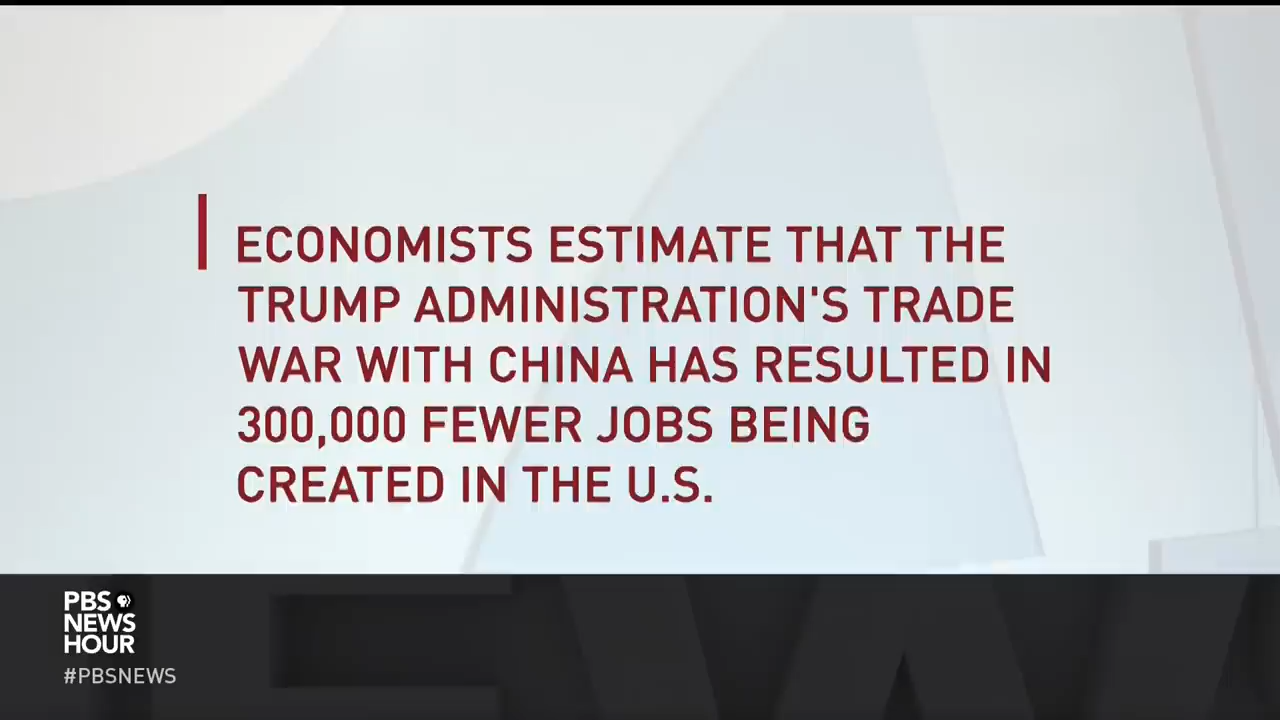 ECONOMISTS ESTIMATE THAT THE
TRUMP ADMINISTRATION'S TRADE
WAR WITH CHINA HAS RESULTED IN
300,000 FEWER JOBS BEING
CREATED IN THE U.S.
PBS
NEWS
HOUR
#PBSNEWS